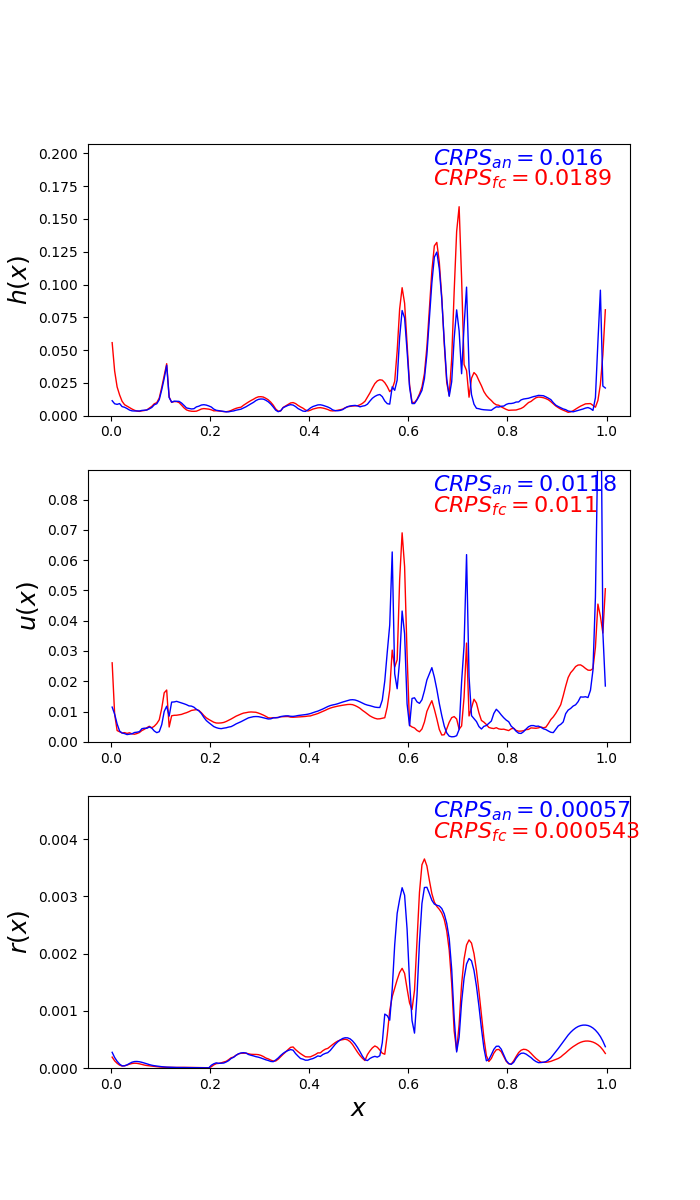 CRPS_an = 0.016
CRPS_fc = 0.0189
h(x)
0.200
0.175
0.150
0.125
0.100
0.075
0.050
0.025
0.000
0.0 0.2 0.4 0.6 0.8 1.0
CRPS_an = 0.0118
CRPS_fc = 0.011
u(x)
0.08
0.07
0.06
0.05
0.04
0.03
0.02
0.01
0.00
0.0 0.2 0.4 0.6 0.8 1.0
CRPS_an = 0.00057
CRPS_fc = 0.000543
r(x)
0.004
0.003
0.002
0.001
0.000
0.0 0.2 0.4 0.6 0.8 1.0
x